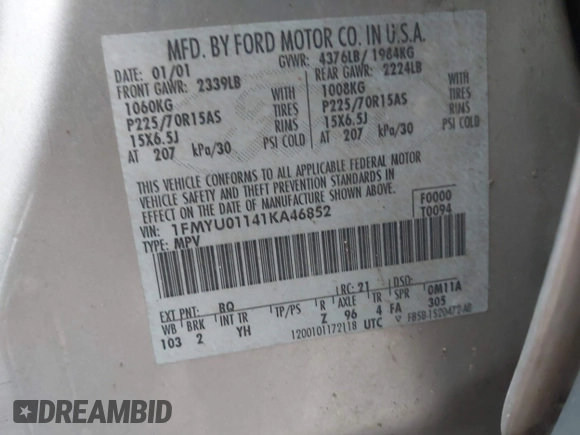 MFD. BY FORD MOTOR CO. IN U.S.A.
DATE: 01/01 GVWR: 4376LB/ 1984KG
FRONT GAWR: 2339LB REAR GAWR: 2224LB
1060KG WITH 1008KG WITH
P225/70R15AS TIRES P225/70R15AS TIRES
15X6.5J RIMS 15X6.5J RIMS
AT 207 kPa/30 PSI COLD AT 207 kPa/30 PSI COLD
THIS VEHICLE CONFORMS TO ALL APPLICABLE FEDERAL MOTOR
VEHICLE SAFETY AND THEFT PREVENTION STANDARDS IN
EFFECT ON THE DATE OF MANUFACTURE SHOWN ABOVE.
VIN: 1FMYU01141KA46852 F0000
TYPE: MPV T0094
EXT PNT: BQ RC: 21 DSO:
WB BRK INT TR TP/PS R AXLE TR SPR 0M11A
103 2 YH Z 96 4 FA 305
1200101172118 UTC ▽ F85B-1520472-AD
DREAMBID